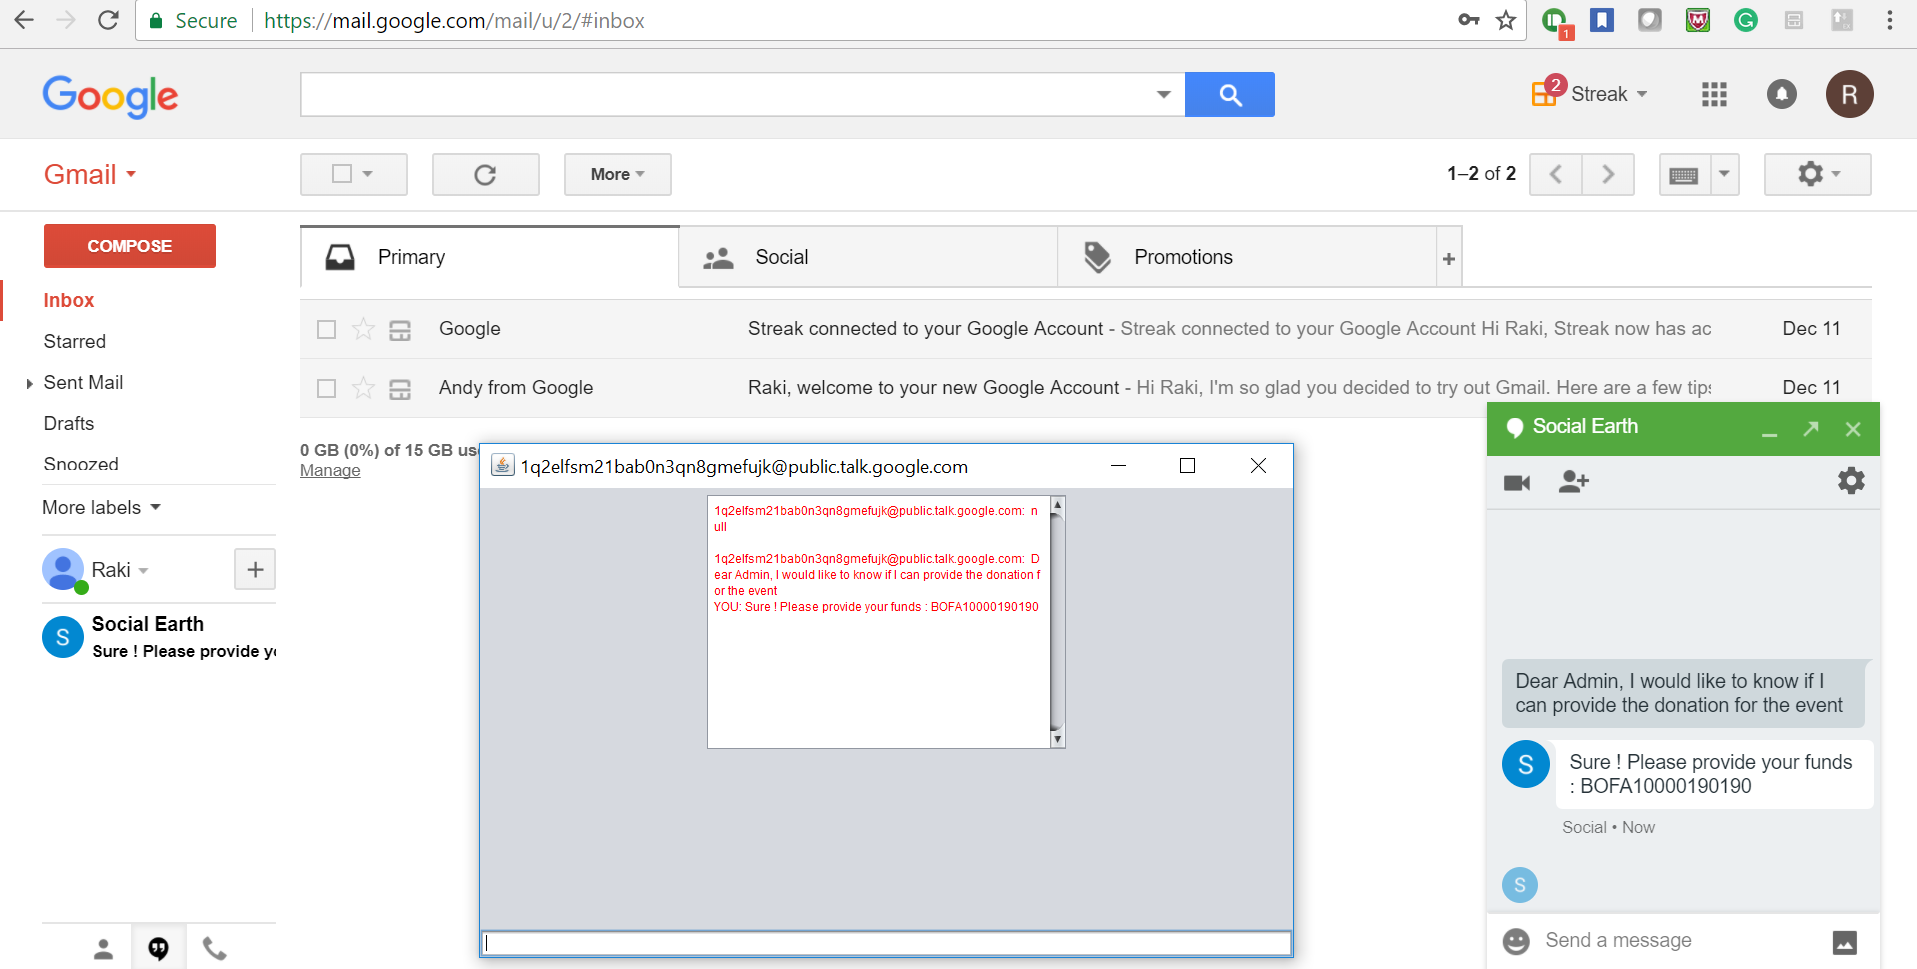 Secure https://mail.google.com/mail/u/2/#inbox
1
Google
2
Streak
R
Gmail
More
1–2 of 2
COMPOSE
Primary
Social
Promotions
+
Inbox
Starred
Sent Mail
Drafts
Snoozed
More labels
Google Streak connected to your Google Account - Streak connected to your Google Account Hi Raki, Streak now has ac Dec 11
Andy from Google Raki, welcome to your new Google Account - Hi Raki, I'm so glad you decided to try out Gmail. Here are a few tips Dec 11
0 GB (0%) of 15 GB us
Manage
Raki
+
S
Social Earth
Sure ! Please provide y
1q2elfsm21bab0n3qn8gmefujk@public.talk.google.com
1q2elfsm21bab0n3qn8gmefujk@public.talk.google.com: n
ull
1q2elfsm21bab0n3qn8gmefujk@public.talk.google.com: D
ear Admin, I would like to know if I can provide the donation f
or the event
YOU: Sure ! Please provide your funds : BOFA10000190190
Social Earth
Dear Admin, I would like to know if I
can provide the donation for the event
S
Sure ! Please provide your funds
: BOFA10000190190
Social • Now
S
Send a message